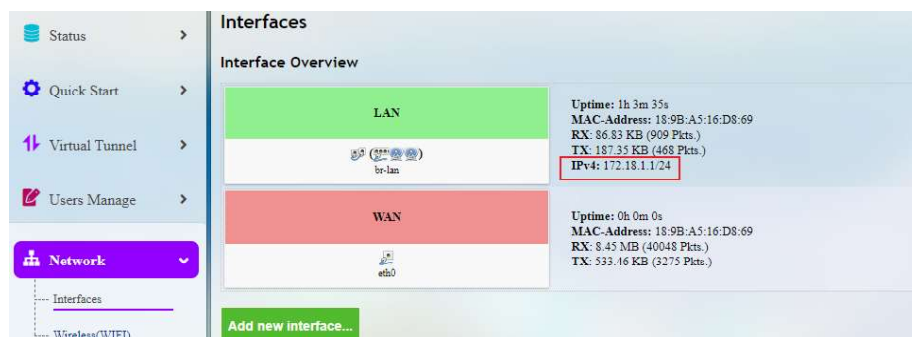 Status
Quick Start
Virtual Tunnel
Users Manage
Network
Interfaces
Wireless(WIFI)
Interfaces
Interface Overview
LAN
br-lan
Uptime: 1h 3m 35s
MAC-Address: 18:9B:A5:16:D8:69
RX: 86.83 KB (909 Pkts.)
TX: 187.35 KB (468 Pkts.)
IPv4: 172.18.1.1/24
WAN
eth0
Uptime: 0h 0m 0s
MAC-Address: 18:9B:A5:16:D8:69
RX: 8.45 MB (40048 Pkts.)
TX: 533.46 KB (3275 Pkts.)
Add new interface...